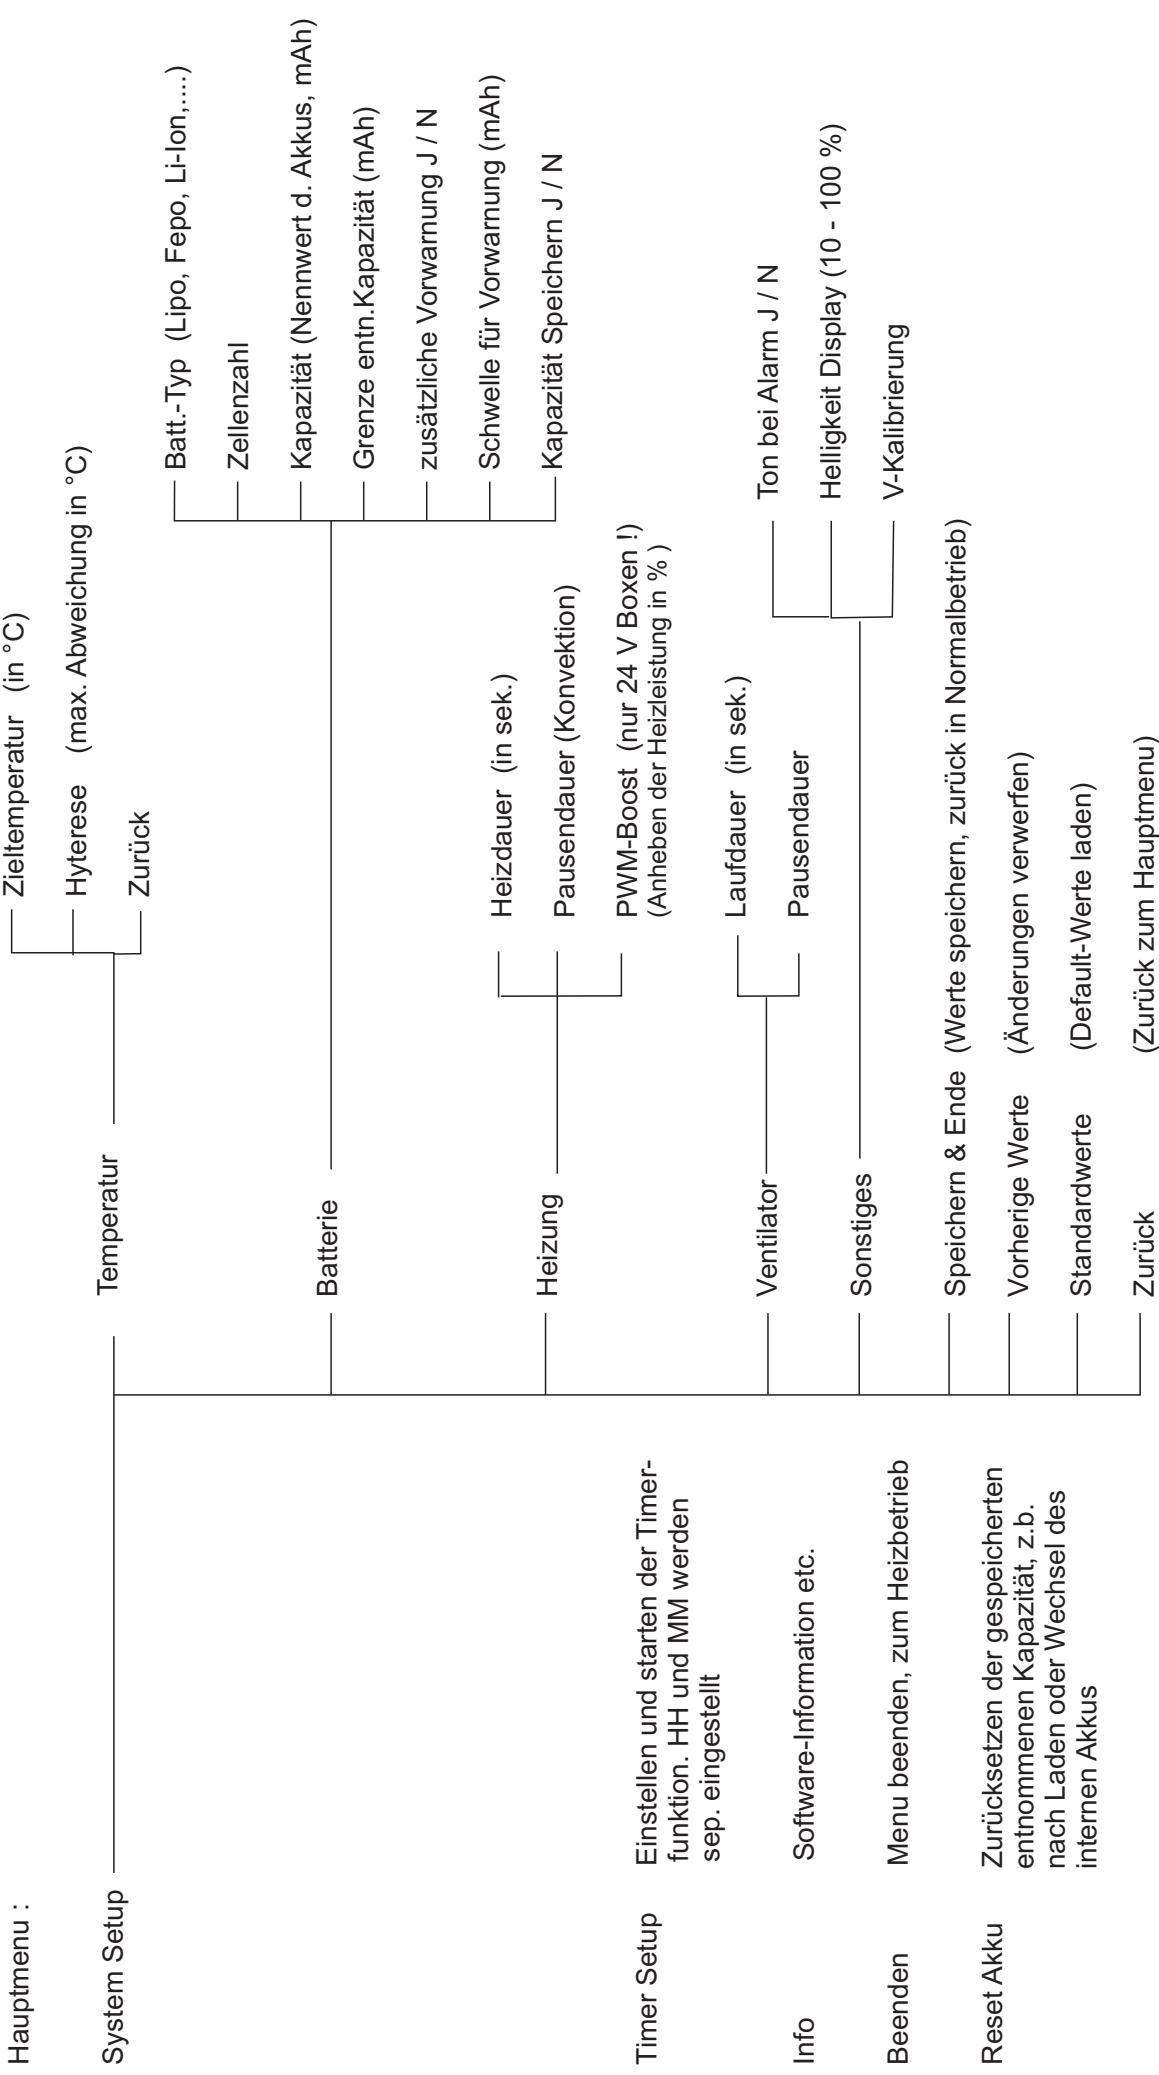 Hauptmenu :
System Setup
Temperatur
Zieltemperatur (in °C)
Hyterese (max. Abweichung in °C)
Zurück
Batterie
Batt.-Typ (Lipo, Fepo, Li-Ion,....)
Zellenzahl
Kapazität (Nennwert d. Akkus, mAh)
Grenze entn.Kapazität (mAh)
zusätzliche Vorwarnung J / N
Schwelle für Vorwarnung (mAh)
Kapazität Speichern J / N
Heizung
Heizdauer (in sek.)
Pausendauer (Konvektion)
PWM-Boost (nur 24 V Boxen !)
(Anheben der Heizleistung in % )
Ventilator
Laufdauer (in sek.)
Pausendauer
Sonstiges
Ton bei Alarm J / N
Helligkeit Display (10 - 100 %)
V-Kalibrierung
Speichern & Ende (Werte speichern, zurück in Normalbetrieb)
Vorherige Werte (Änderungen verwerfen)
Standardwerte (Default-Werte laden)
Zurück (Zurück zum Hauptmenu)
Timer Setup Einstellen und starten der Timer-
funktion. HH und MM werden
sep. eingestellt
Info Software-Information etc.
Beenden Menu beenden, zum Heizbetrieb
Reset Akku Zurücksetzen der gespeicherten
entnommenen Kapazität, z.b.
nach Laden oder Wechsel des
internen Akkus